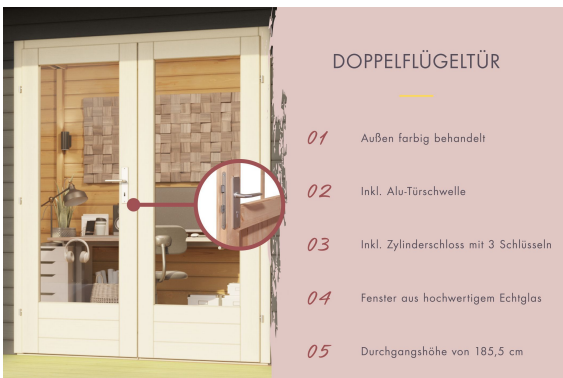 DOPPELFLÜGELTÜR
01 Außen farbig behandelt
02 Inkl. Alu-Türschwelle
03 Inkl. Zylinderschloss mit 3 Schlüsseln
04 Fenster aus hochwertigem Echtglas
05 Durchgangshöhe von 185,5 cm